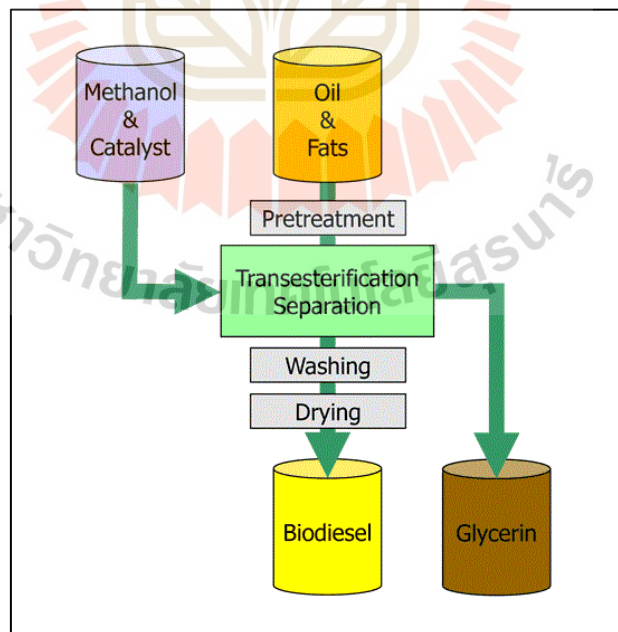 Methanol
&
Catalyst
Oil
&
Fats
Pretreatment
Transesterification
Separation
Washing
Drying
Biodiesel
Glycerin